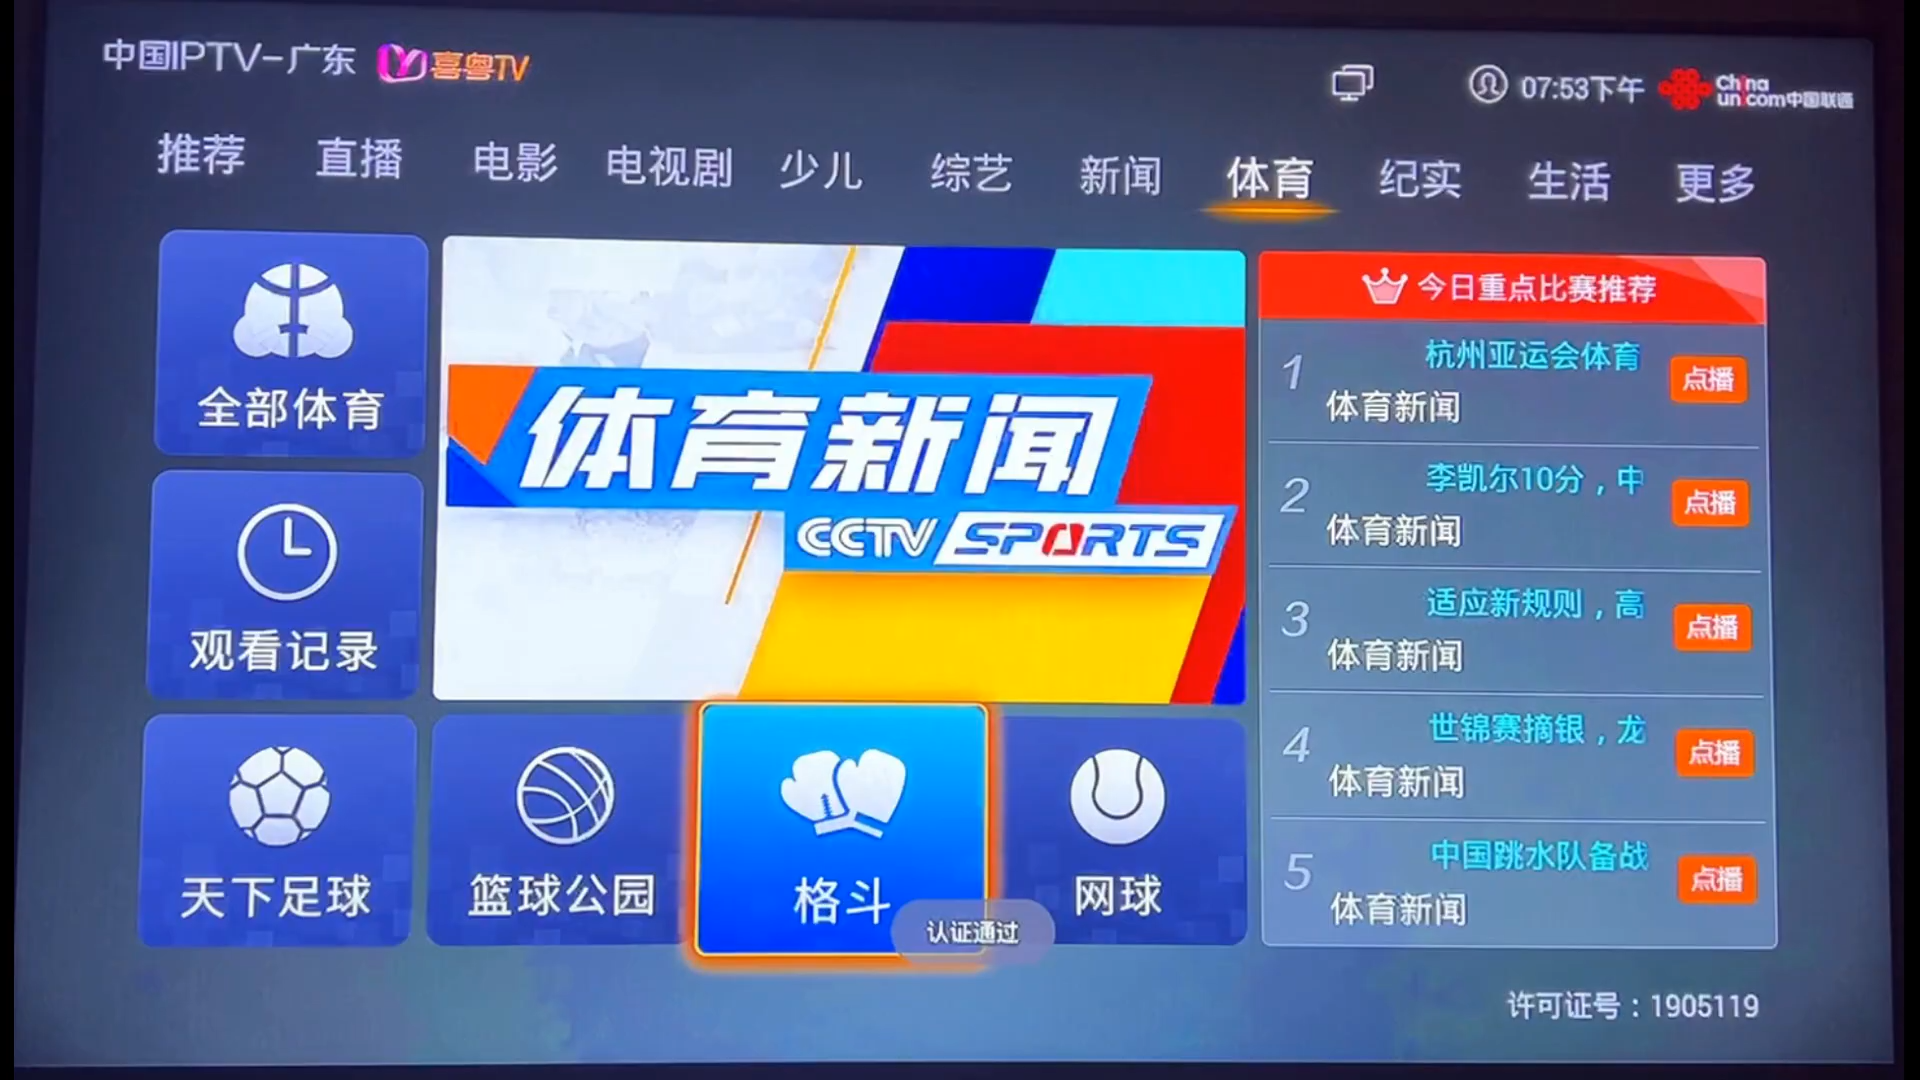 中国IPTV-广东 喜粤TV
07:53下午 China unicom中国联通
推荐 直播 电影 电视剧 少儿 综艺 新闻 体育 纪实 生活 更多
全部体育
观看记录
体育新闻
CCTV SPORTS
今日重点比赛推荐
1 杭州亚运会体育 点播
体育新闻
2 李凯尔10分，中 点播
体育新闻
3 适应新规则，高 点播
体育新闻
4 世锦赛摘银，龙 点播
体育新闻
5 中国跳水队备战 点播
体育新闻
天下足球 篮球公园 格斗 网球
认证通过
许可证号：1905119